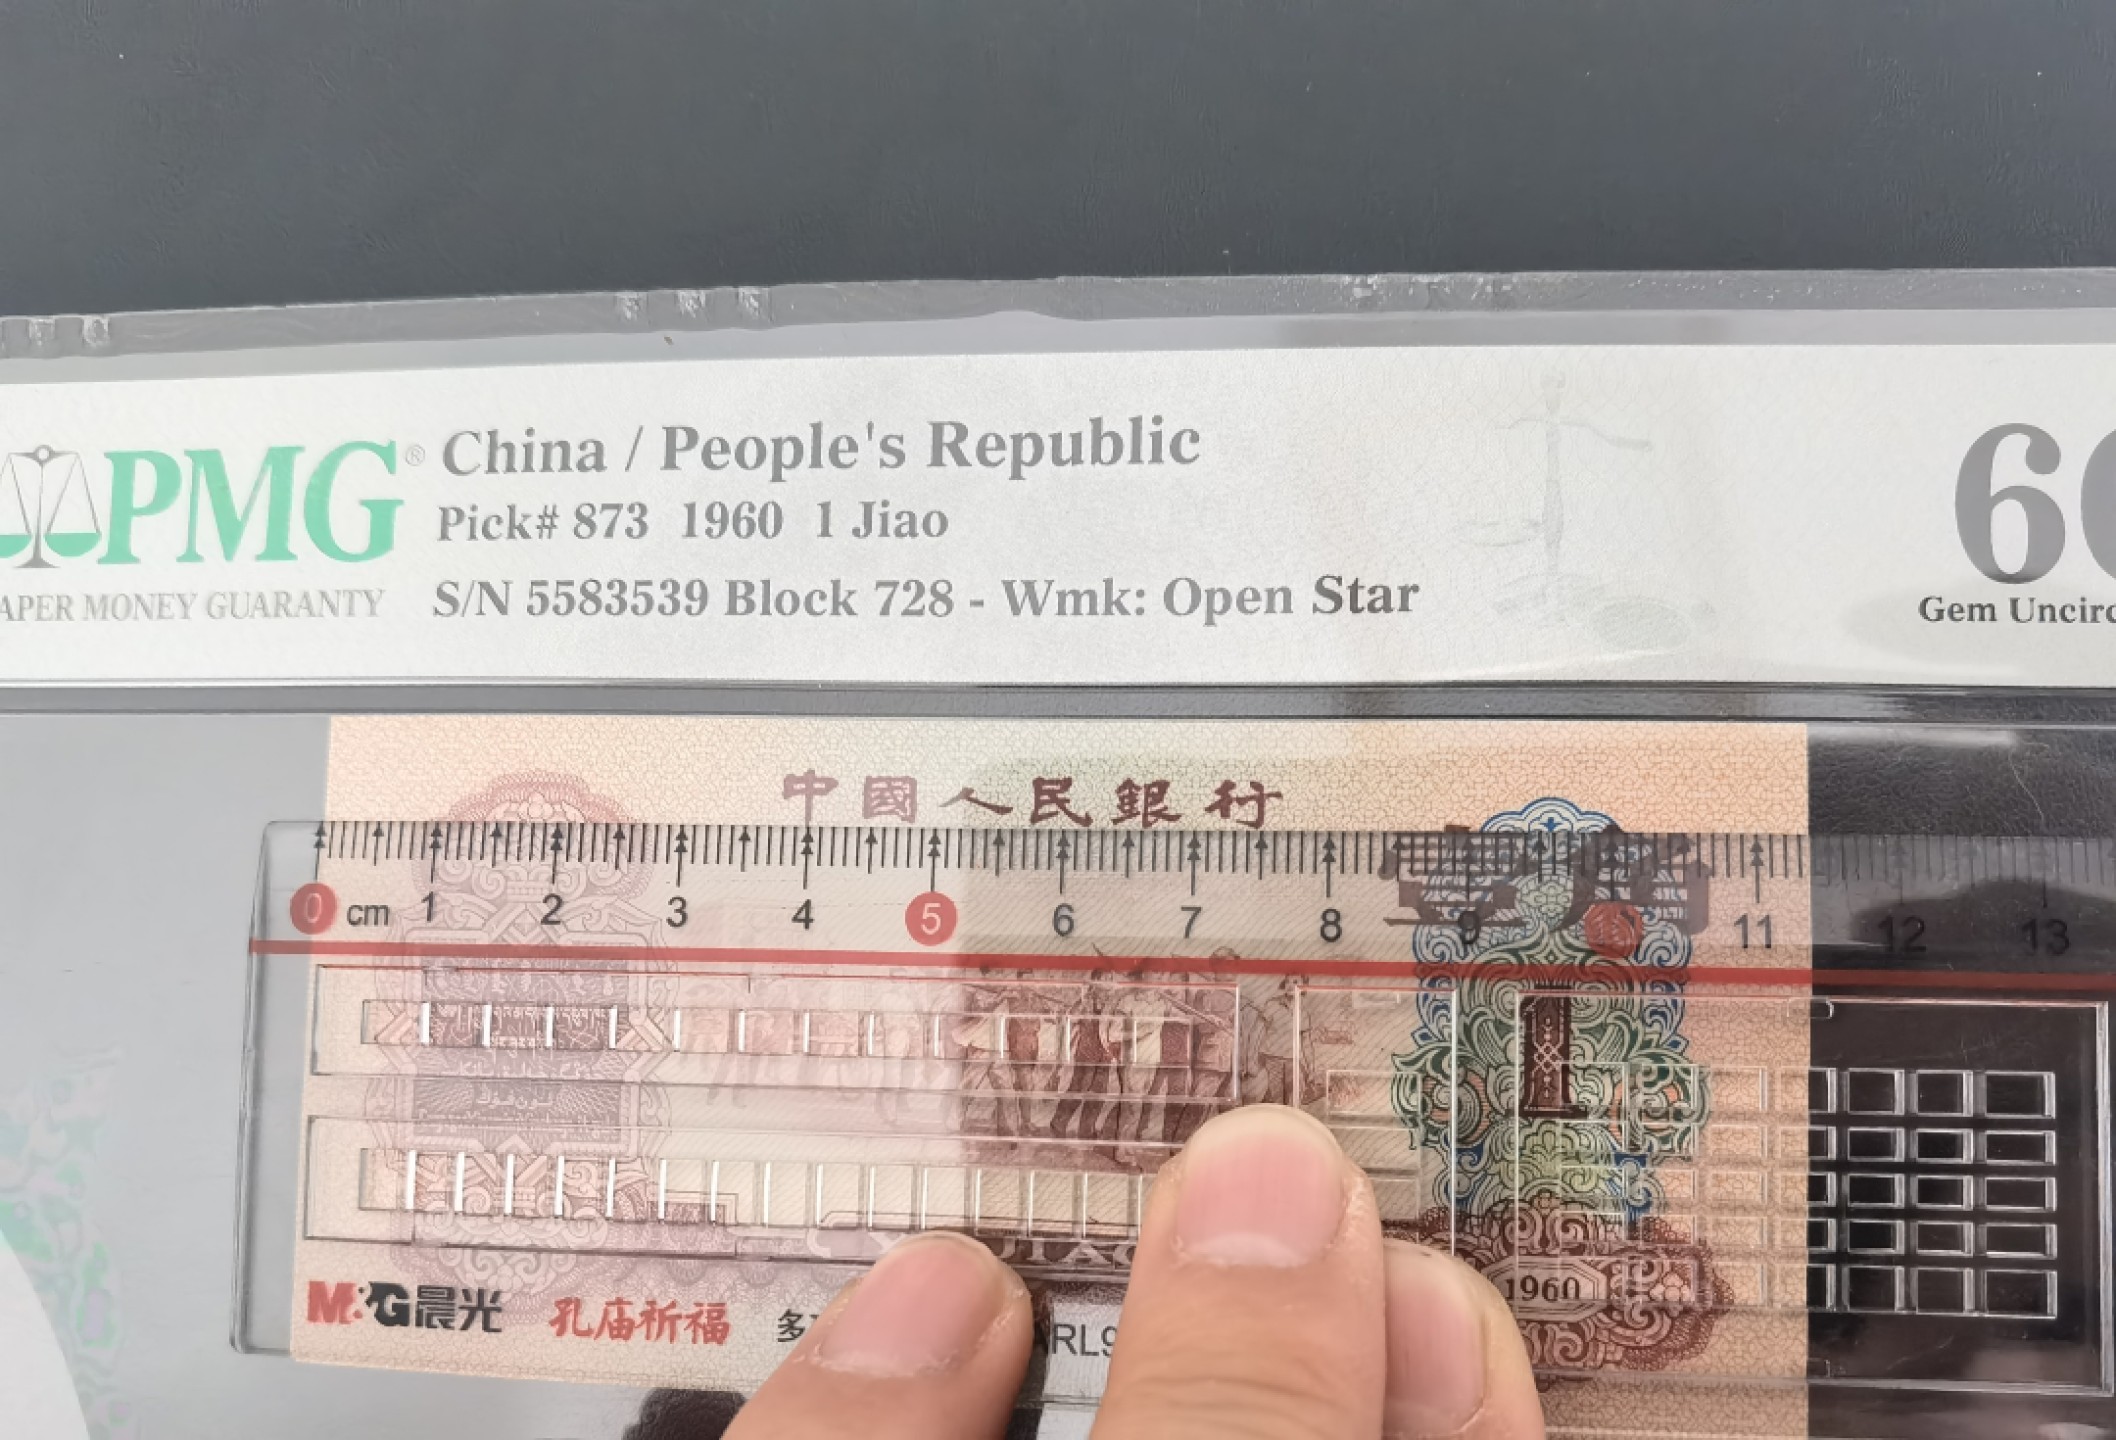 PMG® China / People's Republic
Pick# 873 1960 1 Jiao
APER MONEY GUARANTY S/N 5583539 Block 728 - Wmk: Open Star
Gem Uncirc
中國人民銀行
0 cm 1 2 3 4 5 6 7 8 9 10 11 12 13
1960
M&G晨光 孔庙祈福 多